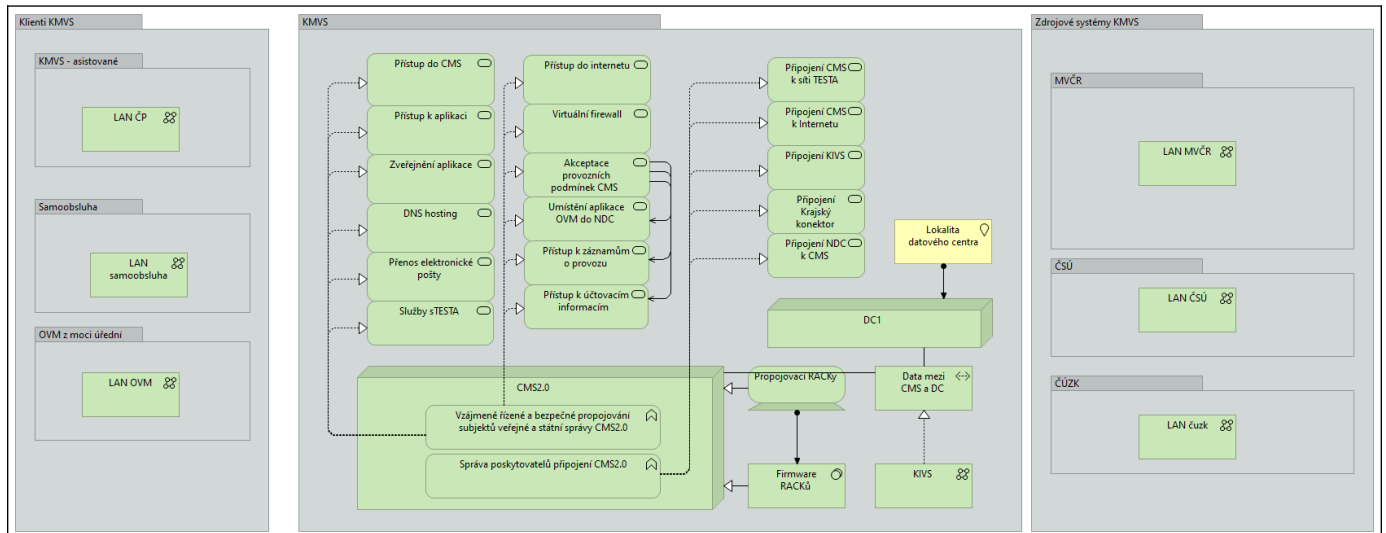 Klienti KMVS
KMVS - asistované
LAN ČP
Samoobsluha
LAN
samoobsluha
OVM z moci úřední
LAN OVM
KMVS
Přístup do CMS
Přístup k aplikaci
Zveřejnění aplikace
DNS hosting
Přenos elektronické
pošty
Služby sTESTA
Přístup do internetu
Virtuální firewall
Akceptace
provozních
podmínek CMS
Umístění aplikace
OVM do NDC
Přístup k záznamům
o provozu
Přístup k účtovacím
informacím
Připojení CMS
k síti TESTA
Připojení CMS
k Internetu
Připojení KIVS
Připojení
Krajský
konektor
Připojení NDC
k CMS
Lokalita
datového centra
DC1
CMS2.0
Vzájmené řízené a bezpečné propojování
subjektů veřejné a státní správy CMS2.0
Správa poskytovatelů připojení CMS2.0
Propojovací RACKy
Data mezi
CMS a DC
Firmware
RACKů
KIVS
Zdrojové systémy KMVS
MVČR
LAN MVČR
ČSÚ
LAN ČSÚ
ČÚZK
LAN čuzk